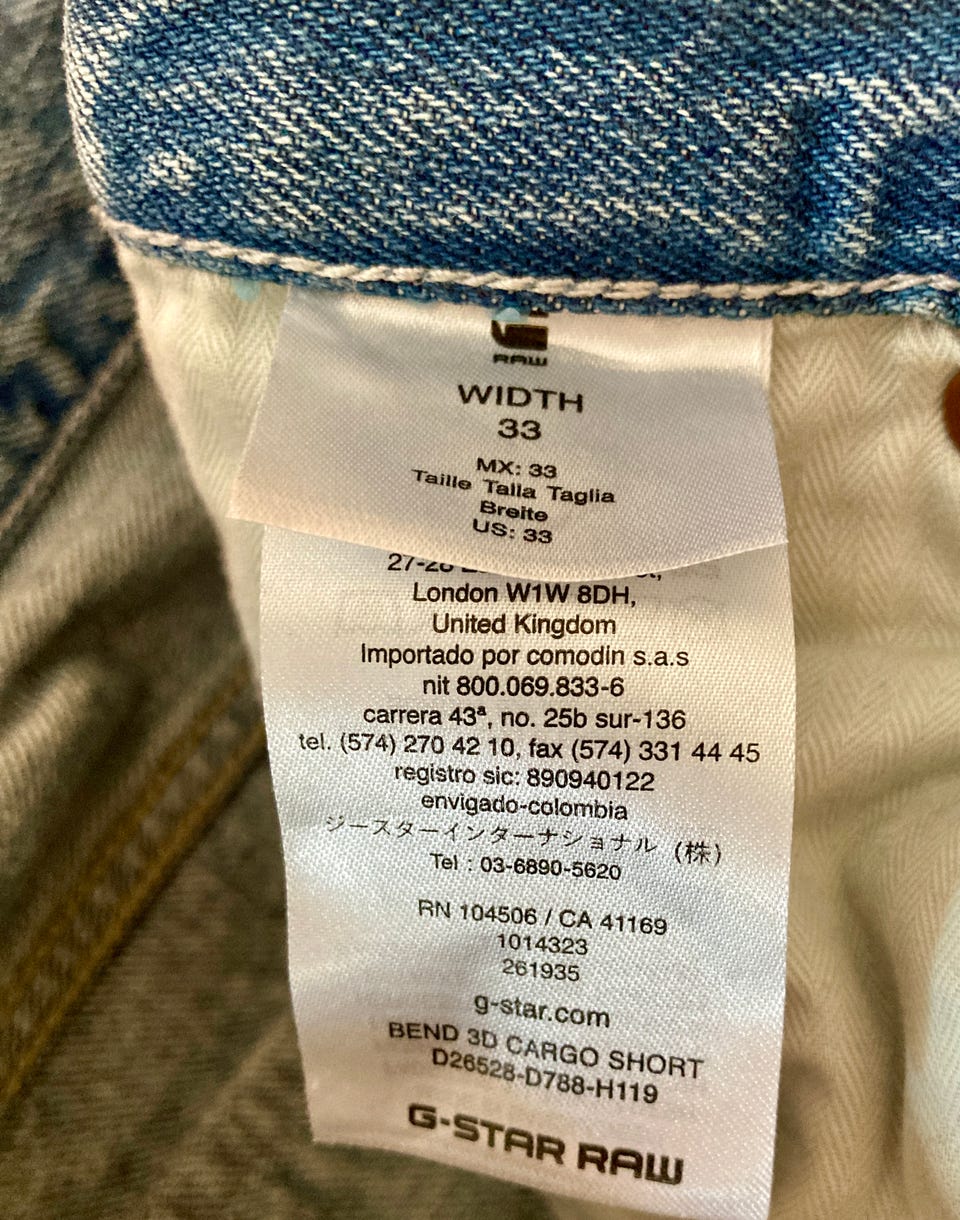 RAW
WIDTH
33
MX: 33
Taille Talla Taglia
Breite
US: 33
London W1W 8DH,
United Kingdom
Importado por comodin s.a.s
nit 800.069.833-6
carrera 43ª, no. 25b sur-136
tel. (574) 270 42 10, fax (574) 331 44 45
registro sic: 890940122
envigado-colombia
ジースターインターナショナル (株)
Tel : 03-6890-5620
RN 104506 / CA 41169
1014323
261935
g-star.com
BEND 3D CARGO SHORT
D26528-D788-H119
G-STAR RAW